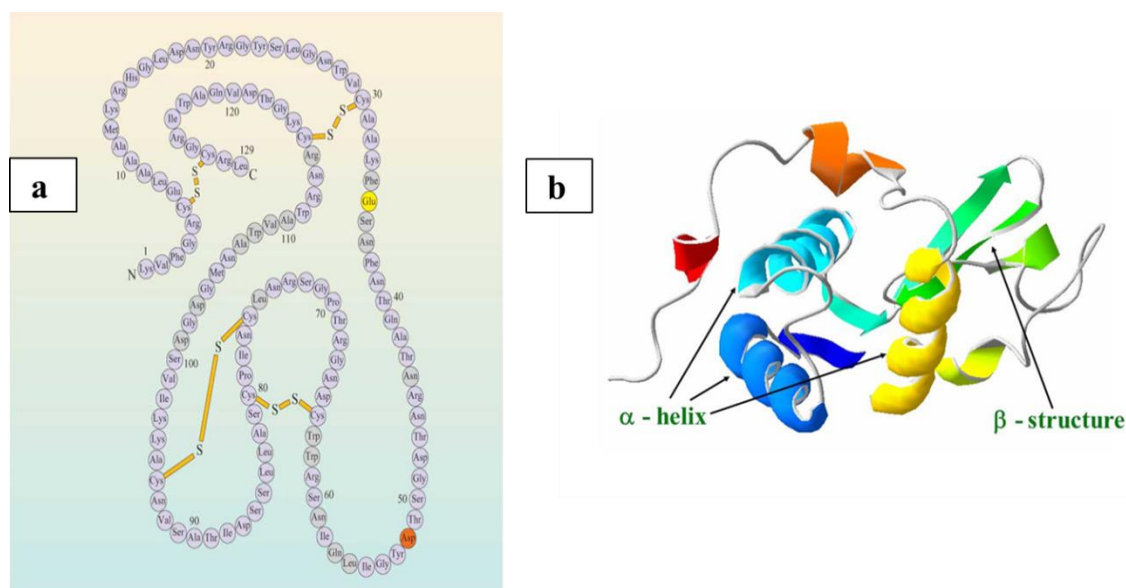 a
N
1
Lys Val Phe Gly Arg Cys Glu Leu Ala Ala
10
Ala Met Lys Arg His Gly Leu Asp Asn Tyr
20
Arg Gly Tyr Ser Leu Gly Asn Trp Val Cys
30
Ala Ala Lys Phe Glu Ser Asn Phe Asn Thr
40
Gln Ala Thr Asn Arg Asn Thr Asp Gly Ser
50
Thr Asp Tyr Gly Ile Leu Gln Ile Asn Ser
60
Arg Trp Trp Cys Asp Asn Gly Arg Thr Pro
70
Gly Ser Arg Asn Leu Cys Asn Ile Pro Cys
80
Ser Ala Leu Leu Ser Ser Asp Ile Thr Ala
90
Ser Val Asn Cys Ala Lys Lys Ile Val Ser
100
Asp Gly Asp Gly Met Asn Ala Trp Val Ala
110
Trp Arg Asn Arg Cys Lys Gly Thr Asp Val
120
Gln Ala Trp Ile Arg Gly Cys Arg Leu
129
C
S
S
S
S
S
S
S
S
b
α - helix
β - structure